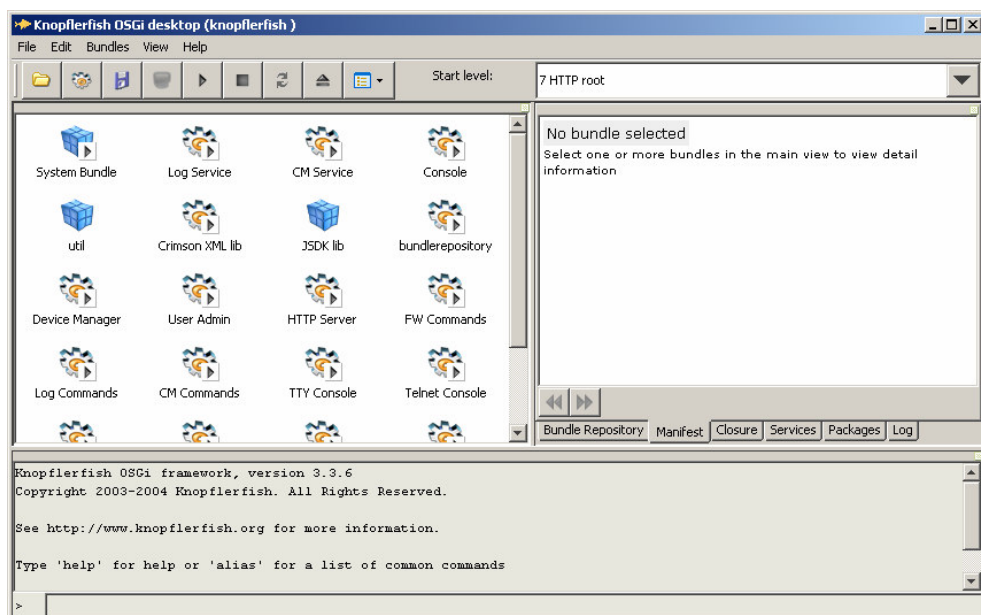 Knopflerfish OSGi desktop (knopflerfish )
File Edit Bundles View Help
Start level:
7 HTTP root
System Bundle Log Service CM Service Console
util Crimson XML lib JSDK lib bundlerepository
Device Manager User Admin HTTP Server FW Commands
Log Commands CM Commands TTY Console Telnet Console
No bundle selected
Select one or more bundles in the main view to view detail
information
Bundle Repository Manifest Closure Services Packages Log
Knopflerfish OSGi framework, version 3.3.6
Copyright 2003-2004 Knopflerfish. All Rights Reserved.
See http://www.knopflerfish.org for more information.
Type 'help' for help or 'alias' for a list of common commands
>